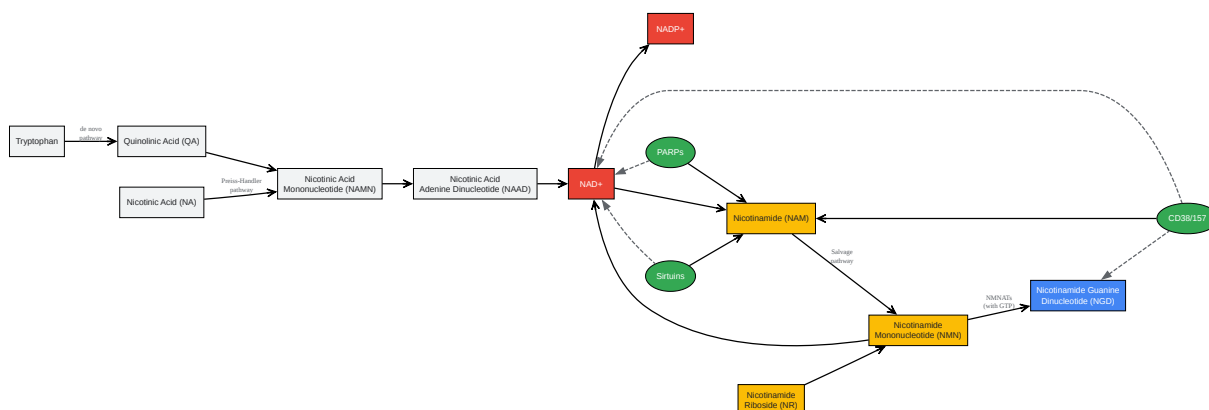 NADP+
Tryptophan
de novo
pathway
Quinolinic Acid (QA)
Nicotinic Acid (NA)
Preiss-Handler
pathway
Nicotinic Acid
Mononucleotide (NAMN)
Nicotinic Acid
Adenine Dinucleotide (NAAD)
NAD+
PARPs
Sirtuins
Nicotinamide (NAM)
Salvage
pathway
CD38/157
Nicotinamide
Mononucleotide (NMN)
NMNATs
(with GTP)
Nicotinamide Guanine
Dinucleotide (NGD)
Nicotinamide
Riboside (NR)